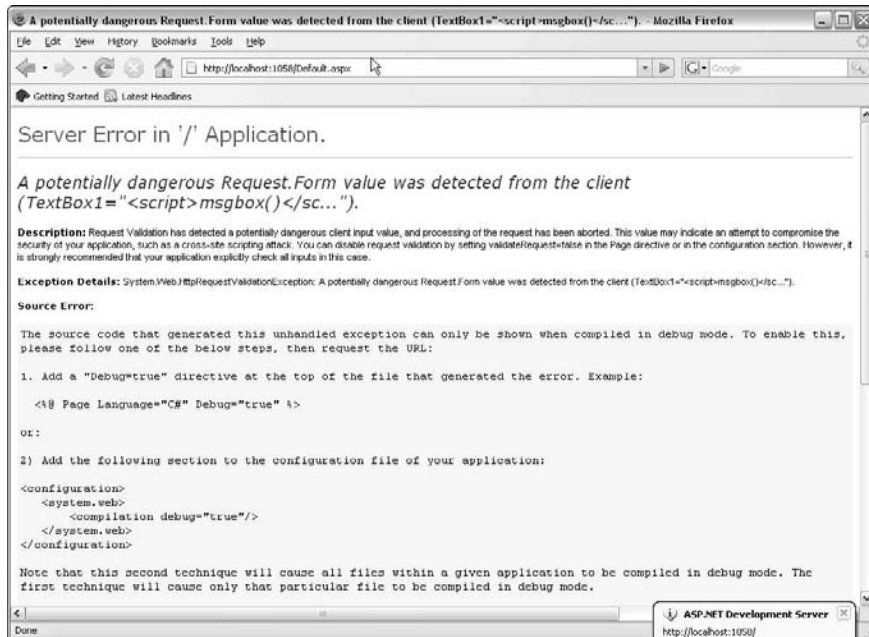 A potentially dangerous Request.Form value was detected from the client (TextBox1="<script>msgbox()</sc..."). - Mozilla Firefox
File Edit View History Bookmarks Tools Help
http://localhost:1058/Default.aspx
Google
Getting Started Latest Headlines
Server Error in '/' Application.
A potentially dangerous Request.Form value was detected from the client
(TextBox1="<script>msgbox()</sc...").
Description: Request Validation has detected a potentially dangerous client input value, and processing of the request has been aborted. This value may indicate an attempt to compromise the
security of your application, such as a cross-site scripting attack. You can disable request validation by setting validateRequest=false in the Page directive or in the configuration section. However, it
is strongly recommended that your application explicitly check all inputs in this case.
Exception Details: System.Web.HttpRequestValidationException: A potentially dangerous Request.Form value was detected from the client (TextBox1="<script>msgbox()</sc...").
Source Error:
The source code that generated this unhandled exception can only be shown when compiled in debug mode. To enable this,
please follow one of the below steps, then request the URL:
1. Add a "Debug=true" directive at the top of the file that generated the error. Example:
<%@ Page Language="C#" Debug="true" %>
or:
2) Add the following section to the configuration file of your application:
<configuration>
<system.web>
<compilation debug="true"/>
</system.web>
</configuration>
Note that this second technique will cause all files within a given application to be compiled in debug mode. The
first technique will cause only that particular file to be compiled in debug mode.
ASP.NET Development Server
http://localhost:1058/
Done